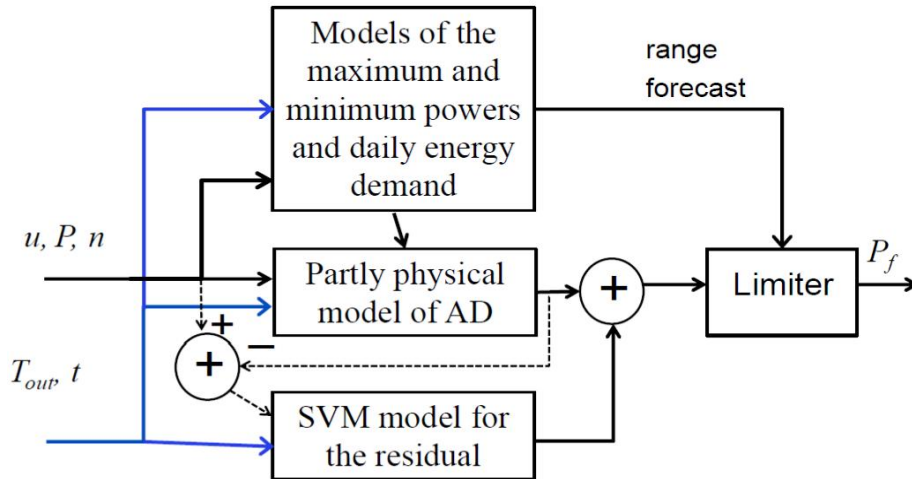 Models of the
maximum and
minimum powers
and daily energy
demand
range
forecast
u, P, n
Partly physical
model of AD
+
Limiter
P_f
+
−
+
T_out, t
SVM model for
the residual